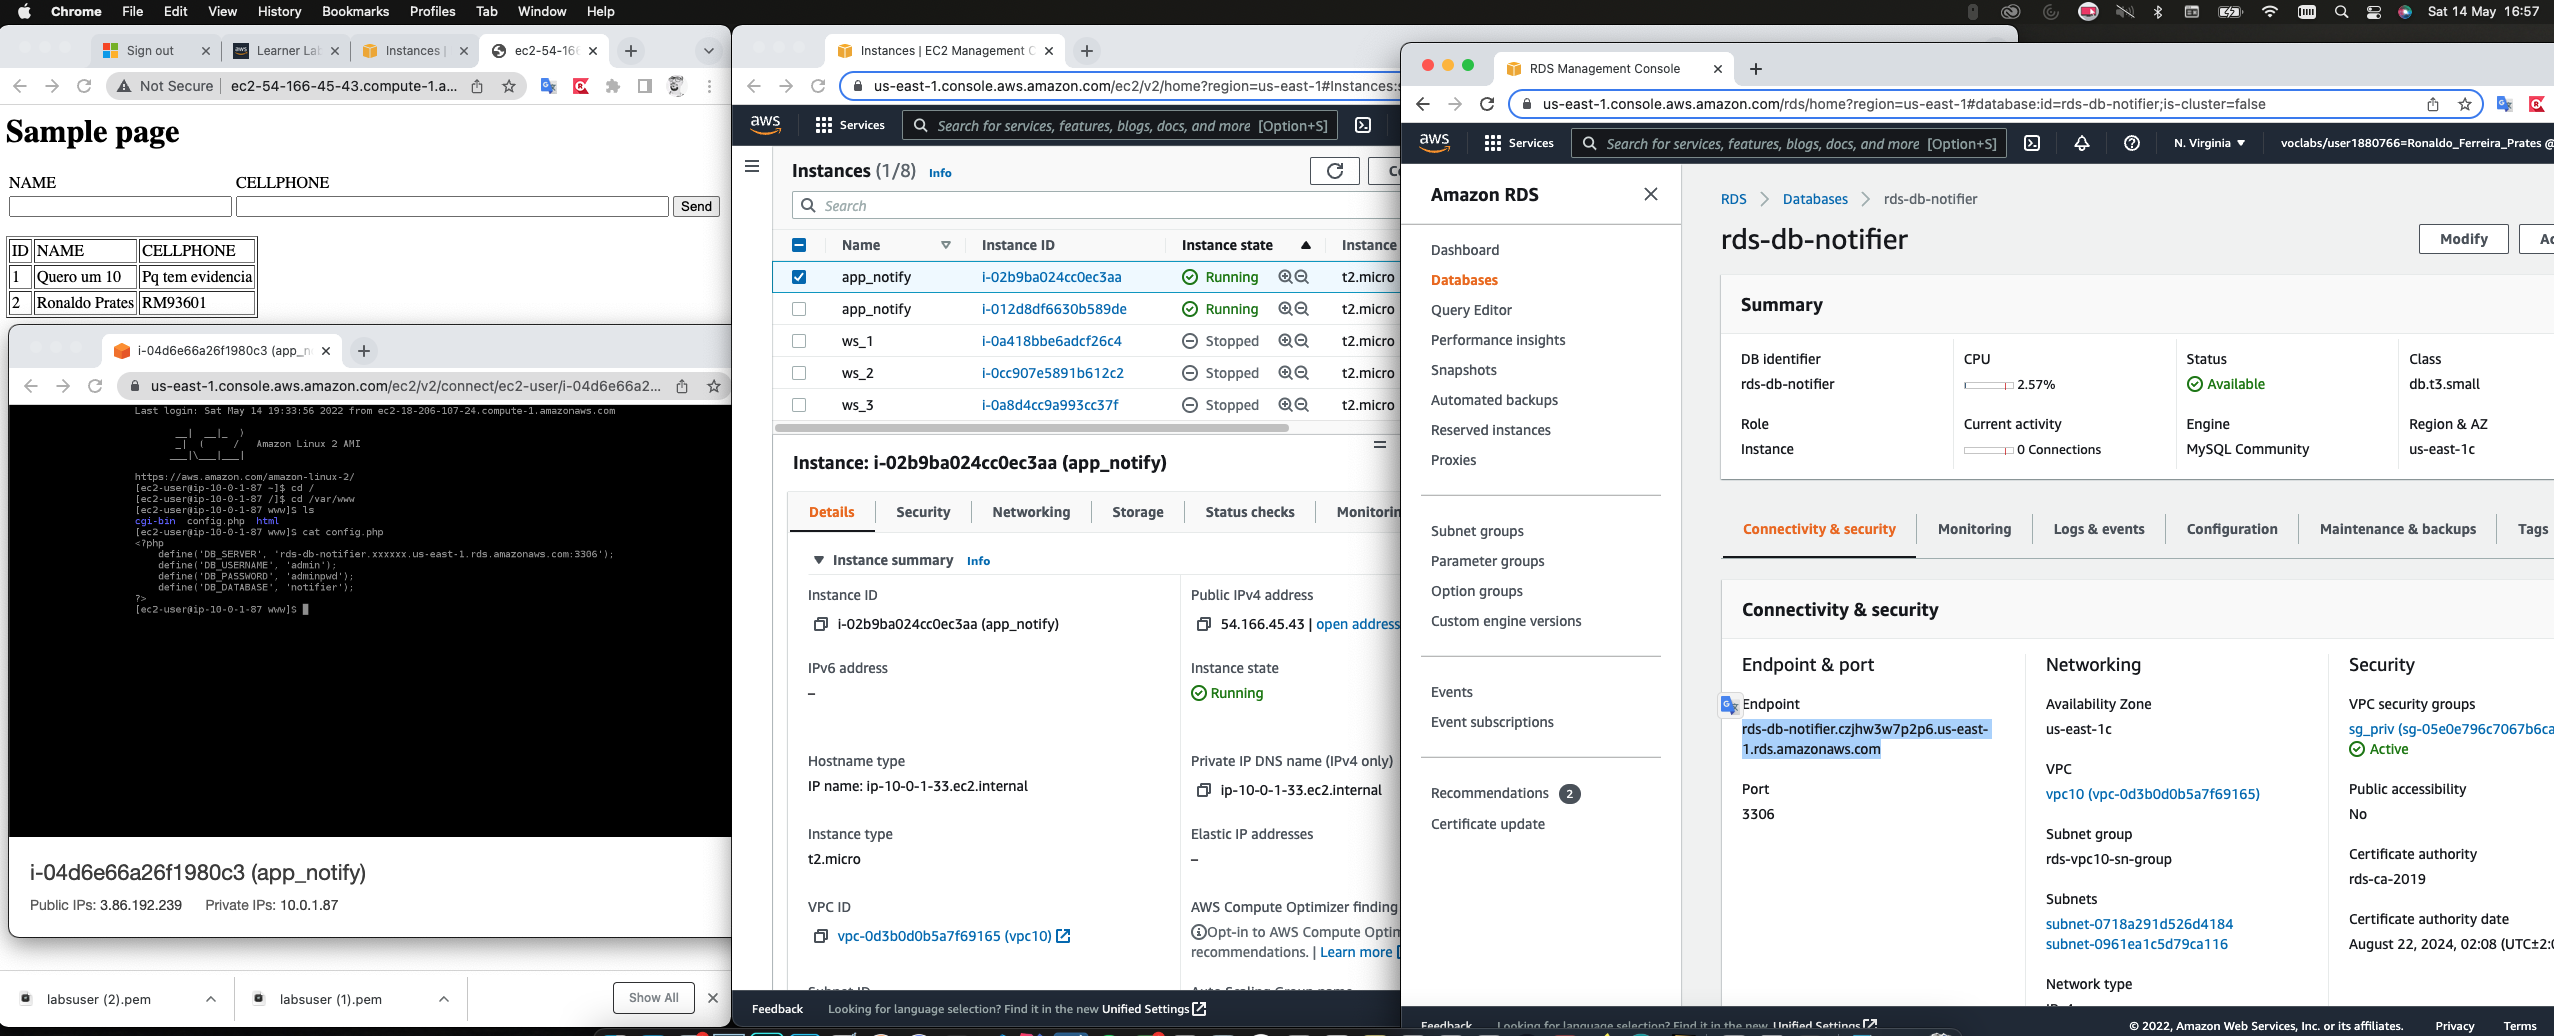 Chrome File Edit View History Bookmarks Profiles Tab Window Help
Sat 14 May 16:57
Sign out
Learner La
Instances |
ec2-54-166
Not Secure
ec2-54-166-45-43.compute-1.a...
Sample page
NAME CELLPHONE
Send
ID NAME CELLPHONE
1 Quero um 10 Pq tem evidencia
2 Ronaldo Prates RM93601
i-04d6e66a26f1980c3 (app_n
us-east-1.console.aws.amazon.com/ec2/v2/connect/ec2-user/i-04d6e66a2...
Last login: Sat May 14 19:33:56 2022 from ec2-18-206-107-24.compute-1.amazonaws.com
Amazon Linux 2 AMI
https://aws.amazon.com/amazon-linux-2/
[ec2-user@ip-10-0-1-87 ~]$ cd /
[ec2-user@ip-10-0-1-87 /]$ cd /var/www
[ec2-user@ip-10-0-1-87 www]$ ls
cgi-bin config.php html
[ec2-user@ip-10-0-1-87 www]$ cat config.php
<?php
define('DB_SERVER', 'rds-db-notifier.xxxxxx.us-east-1.rds.amazonaws.com:3306');
define('DB_USERNAME', 'admin');
define('DB_PASSWORD', 'adminpwd');
define('DB_DATABASE', 'notifier');
?>
[ec2-user@ip-10-0-1-87 www]$
i-04d6e66a26f1980c3 (app_notify)
Public IPs: 3.86.192.239 Private IPs: 10.0.1.87
labsuser (2).pem
labsuser (1).pem
Show All
Instances | EC2 Management C
us-east-1.console.aws.amazon.com/ec2/v2/home?region=us-east-1#Instances:
aws Services Search for services, features, blogs, docs, and more [Option+S]
Instances (1/8) Info
Search
Name Instance ID Instance state Instance
app_notify i-02b9ba024cc0ec3aa Running t2.micro
app_notify i-012d8df6630b589de Running t2.micro
ws_1 i-0a418bbe6adcf26c4 Stopped t2.micro
ws_2 i-0cc907e5891b612c2 Stopped t2.micro
ws_3 i-0a8d4cc9a993cc37f Stopped t2.micro
Instance: i-02b9ba024cc0ec3aa (app_notify)
Details Security Networking Storage Status checks Monitorin
Instance summary Info
Instance ID
i-02b9ba024cc0ec3aa (app_notify)
Public IPv4 address
54.166.45.43 | open address
IPv6 address
–
Instance state
Running
Hostname type
IP name: ip-10-0-1-33.ec2.internal
Private IP DNS name (IPv4 only)
ip-10-0-1-33.ec2.internal
Instance type
t2.micro
Elastic IP addresses
–
VPC ID
vpc-0d3b0d0b5a7f69165 (vpc10)
AWS Compute Optimizer finding
Opt-in to AWS Compute Optim
recommendations. | Learn more
Subnet ID
Auto Scaling Group name
Feedback Looking for language selection? Find it in the new Unified Settings
RDS Management Console
us-east-1.console.aws.amazon.com/rds/home?region=us-east-1#database:id=rds-db-notifier;is-cluster=false
aws Services Search for services, features, blogs, docs, and more [Option+S]
N. Virginia
voclabs/user1880766=Ronaldo_Ferreira_Prates @
Amazon RDS
Dashboard
Databases
Query Editor
Performance insights
Snapshots
Automated backups
Reserved instances
Proxies
Subnet groups
Parameter groups
Option groups
Custom engine versions
Events
Event subscriptions
Recommendations 2
Certificate update
RDS Databases rds-db-notifier
rds-db-notifier
Modify
Ac
Summary
DB identifier
rds-db-notifier
CPU
2.57%
Status
Available
Class
db.t3.small
Role
Instance
Current activity
0 Connections
Engine
MySQL Community
Region & AZ
us-east-1c
Connectivity & security Monitoring Logs & events Configuration Maintenance & backups Tags
Connectivity & security
Endpoint & port
Endpoint
rds-db-notifier.czjhw3w7p2p6.us-east-
1.rds.amazonaws.com
Port
3306
Networking
Availability Zone
us-east-1c
VPC
vpc10 (vpc-0d3b0d0b5a7f69165)
Subnet group
rds-vpc10-sn-group
Subnets
subnet-0718a291d526d4184
subnet-0961ea1c5d79ca116
Network type
Security
VPC security groups
sg_priv (sg-05e0e796c7067b6ca
Active
Public accessibility
No
Certificate authority
rds-ca-2019
Certificate authority date
August 22, 2024, 02:08 (UTC±2:0
Feedback Looking for language selection? Find it in the new Unified Settings
© 2022, Amazon Web Services, Inc. or its affiliates. Privacy Terms